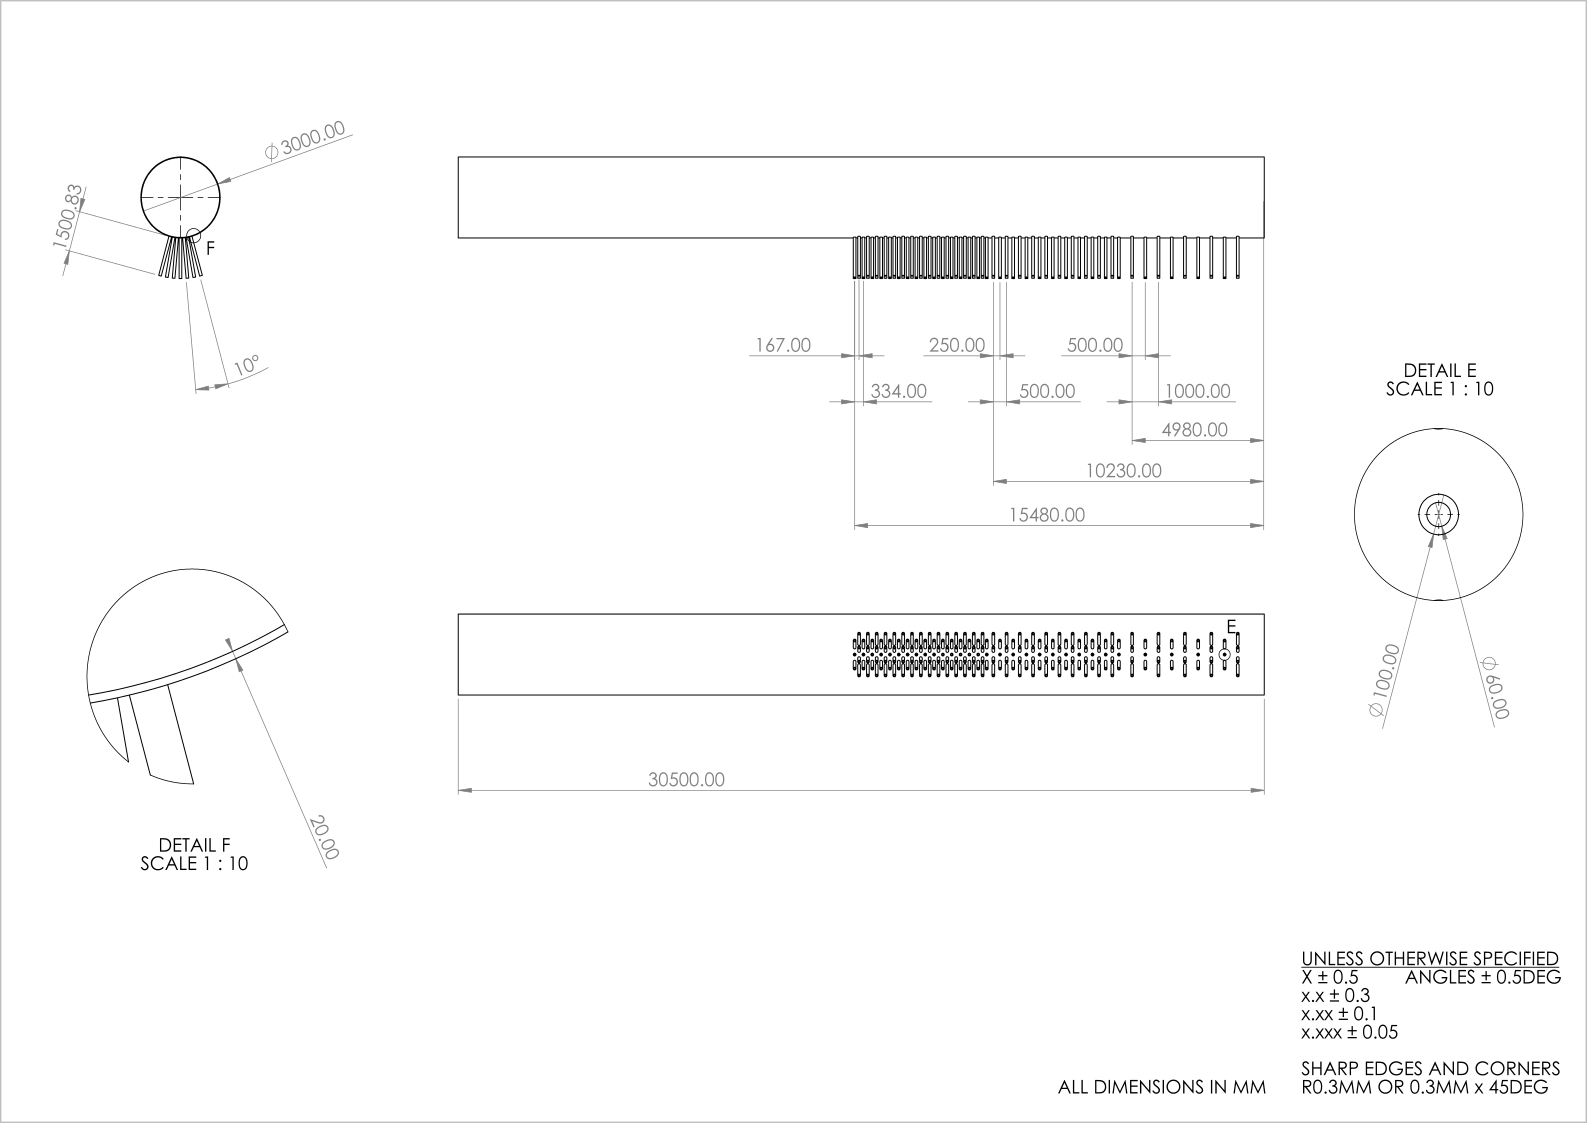 ∅ 3000.00
1500.83
F
10°
167.00
250.00
500.00
334.00
500.00
1000.00
4980.00
10230.00
15480.00
DETAIL E
SCALE 1 : 10
∅ 100.00
∅ 60.00
E
30500.00
20.00
DETAIL F
SCALE 1 : 10
UNLESS OTHERWISE SPECIFIED
X ± 0.5 ANGLES ± 0.5DEG
x.x ± 0.3
x.xx ± 0.1
x.xxx ± 0.05
SHARP EDGES AND CORNERS
R0.3MM OR 0.3MM x 45DEG
ALL DIMENSIONS IN MM